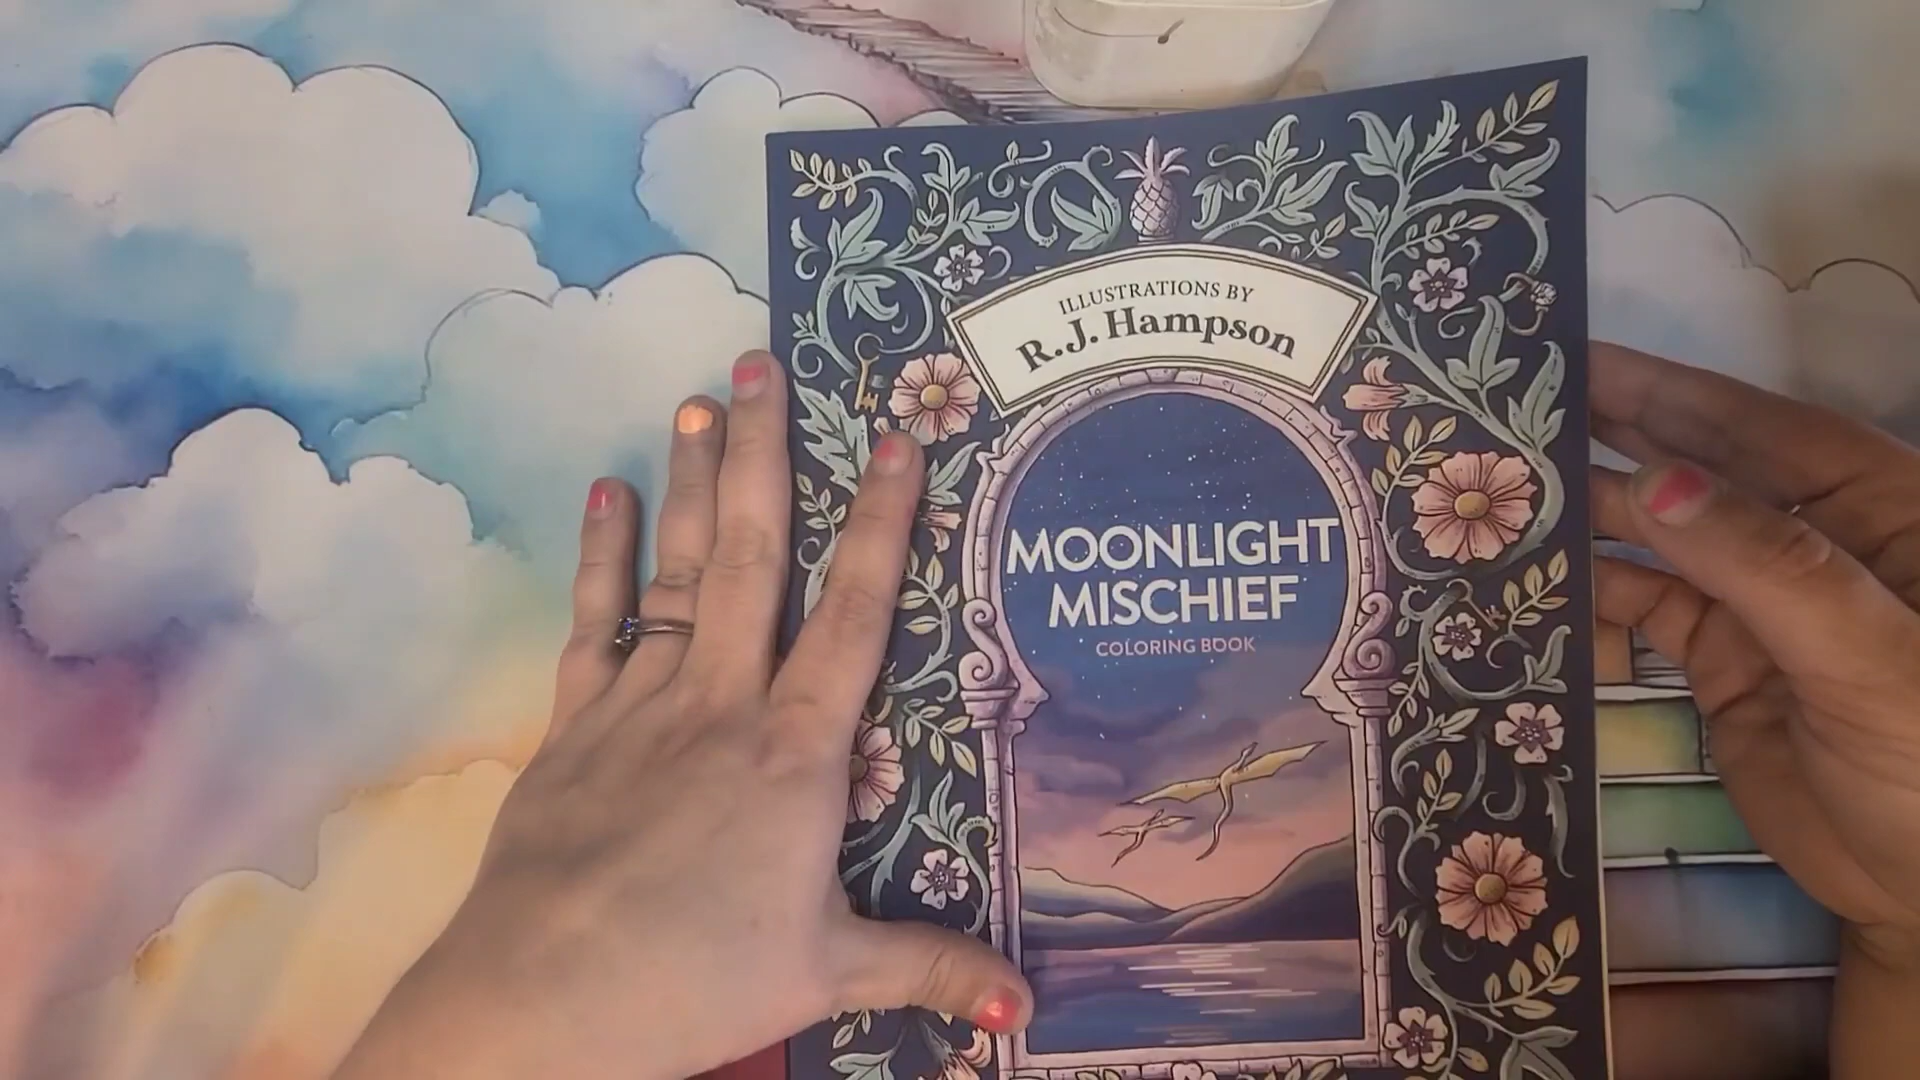 ILLUSTRATIONS BY
R. J. Hampson
MOONLIGHT
MISCHIEF
COLORING BOOK